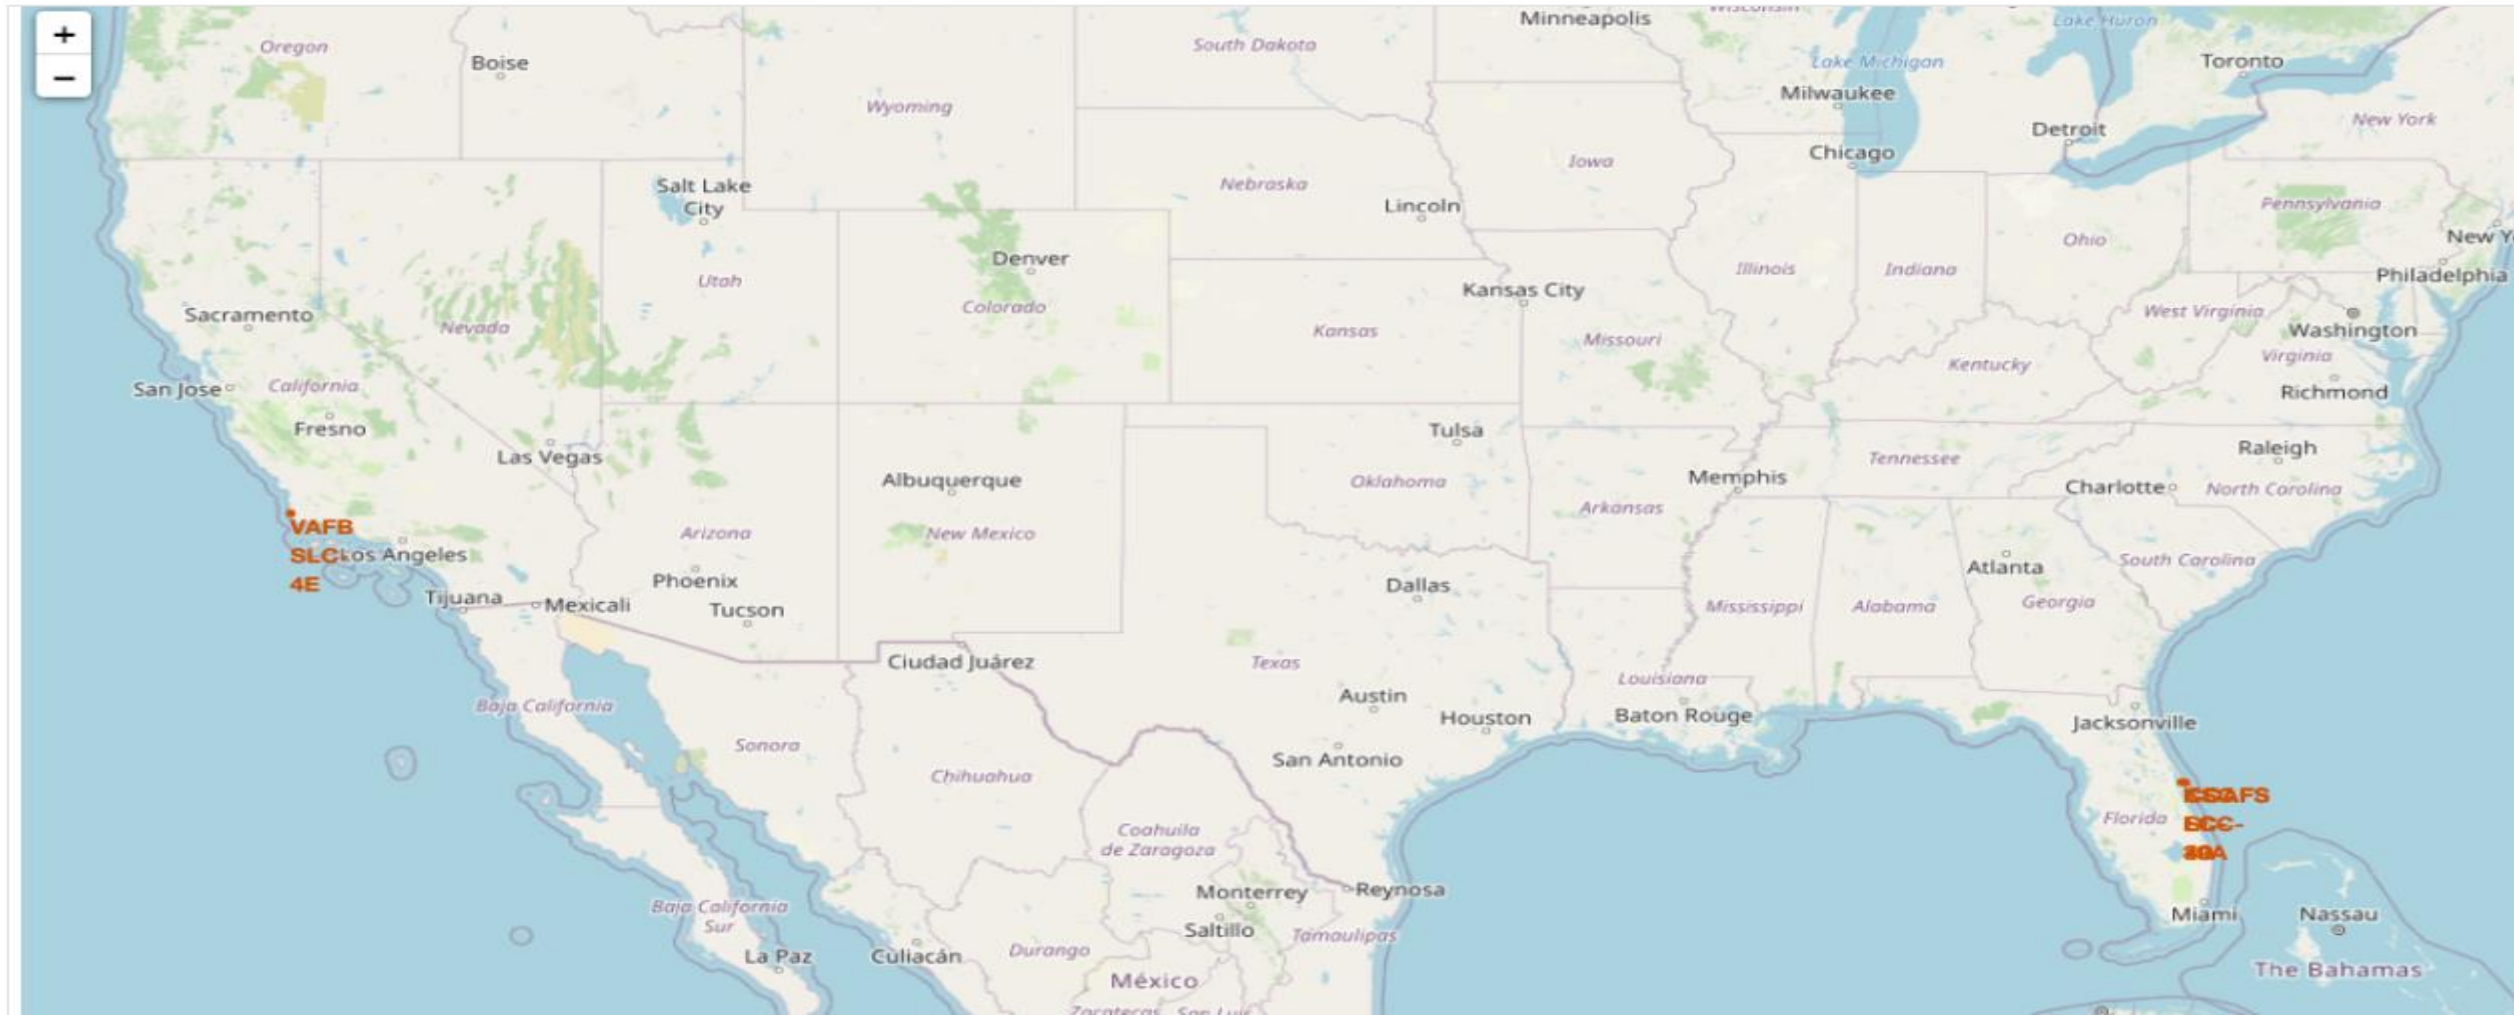 +
−
Oregon
Boise
South Dakota
Minneapolis
Wisconsin
Lake Huron
Lake Michigan
Toronto
Wyoming
Milwaukee
Detroit
New York
Chicago
Iowa
Salt Lake
City
Nebraska
Lincoln
Pennsylvania
New Y
Ohio
Denver
Utah
Illinois
Indiana
Philadelphia
Colorado
Kansas City
Sacramento
Nevada
Kansas
Missouri
West Virginia
Washington
Virginia
Kentucky
San Jose
California
Richmond
Fresno
Tulsa
Raleigh
Las Vegas
Tennessee
Albuquerque
Oklahoma
Memphis
Charlotte
North Carolina
Arkansas
VAFB
SLC-
4E
Los Angeles
Arizona
New Mexico
Atlanta
South Carolina
Phoenix
Dallas
Tijuana
Mexicali
Tucson
Mississippi
Alabama
Georgia
Ciudad Juárez
Texas
Louisiana
Austin
Houston
Baton Rouge
Jacksonville
Baja California
Sonora
San Antonio
Chihuahua
Florida
Coahuila
de Zaragoza
Monterrey
Reynosa
Saltillo
Tamaulipas
Miami
Nassau
Baja California
Sur
La Paz
Culiacán
Durango
México
The Bahamas
Zacatecas
San Luis